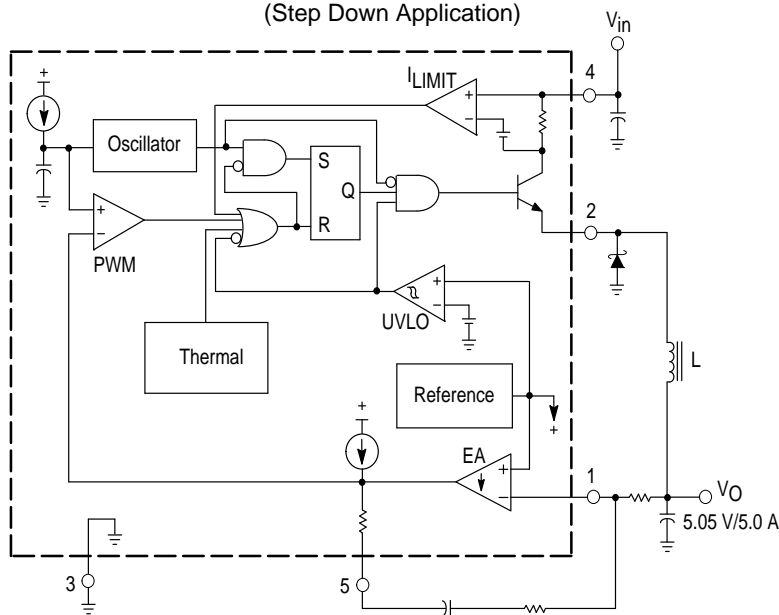 (Step Down Application)
Vin
4
ILIMIT
+
−
+
Oscillator
S
Q
R
2
+
−
PWM
+
−
UVLO
Thermal
L
Reference
+
+
EA
+
−
1
VO
5.05 V/5.0 A
3
5